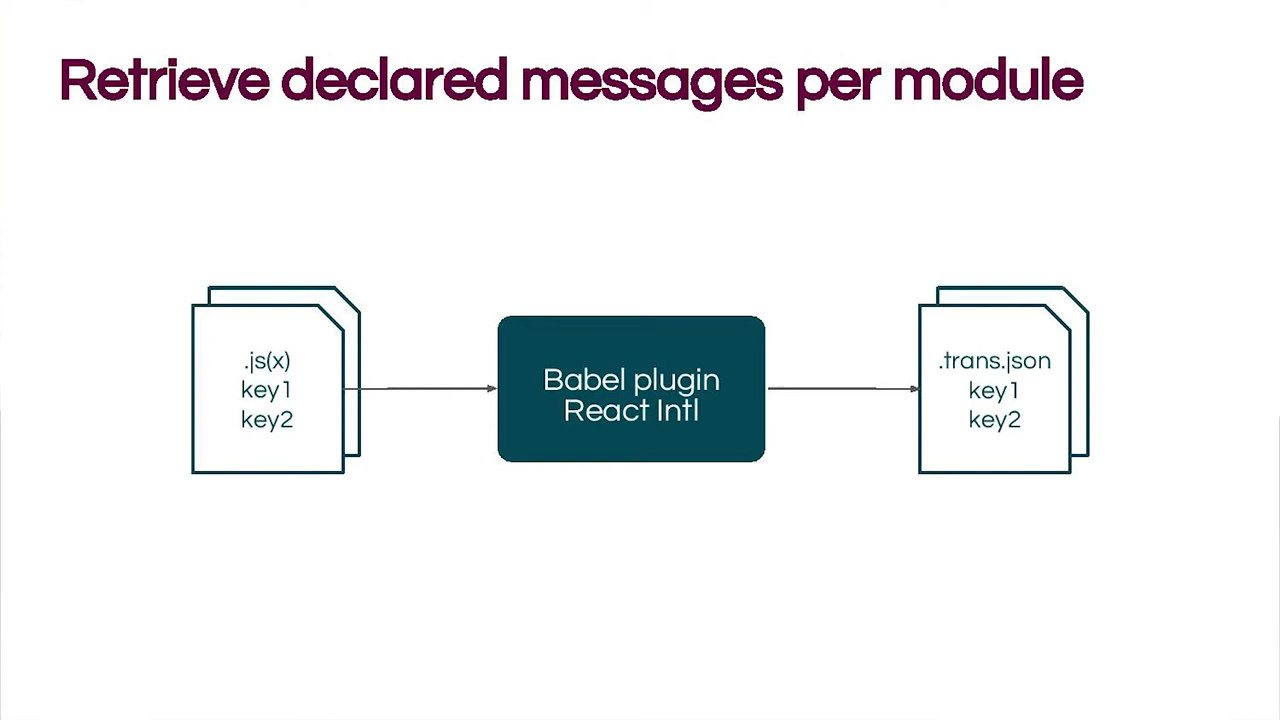 Retrieve declared messages per module
.js(x)
key1
key2
Babel plugin
React Intl
.trans.json
key1
key2